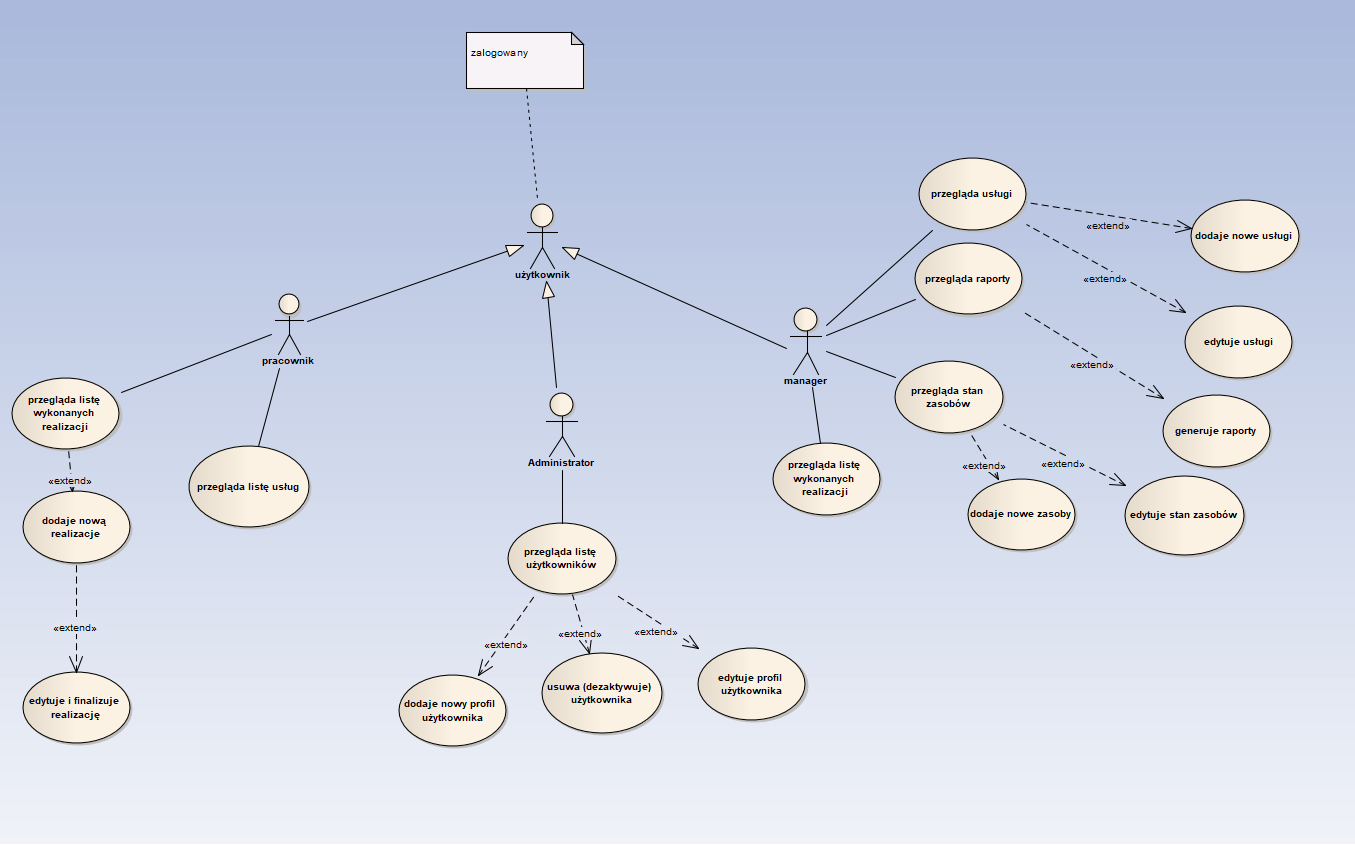 zalogowany
użytkownik
pracownik
manager
Administrator
przegląda listę
wykonanych
realizacji
«extend»
dodaje nową
realizacje
«extend»
edytuje i finalizuje
realizację
przegląda listę usług
przegląda listę
użytkowników
«extend»
«extend»
«extend»
dodaje nowy profil
użytkownika
usuwa (dezaktywuje)
użytkownika
edytuje profil
użytkownika
przegląda usługi
«extend»
dodaje nowe usługi
«extend»
edytuje usługi
przegląda raporty
«extend»
generuje raporty
przegląda stan
zasobów
«extend»
«extend»
dodaje nowe zasoby
edytuje stan zasobów
przegląda listę
wykonanych
realizacji